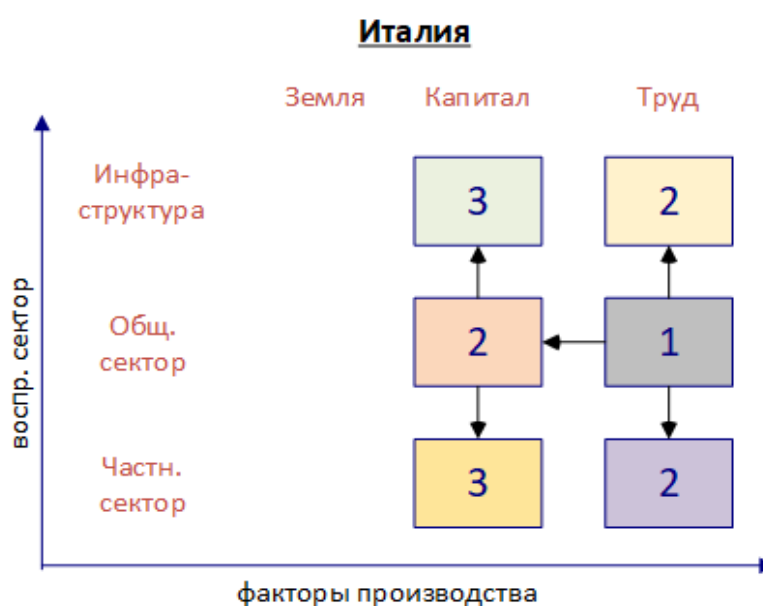 Италия
Земля Капитал Труд
Инфра-
структура
3 2
Общ.
сектор
2 1
Частн.
сектор
3 2
воспр. сектор
факторы производства